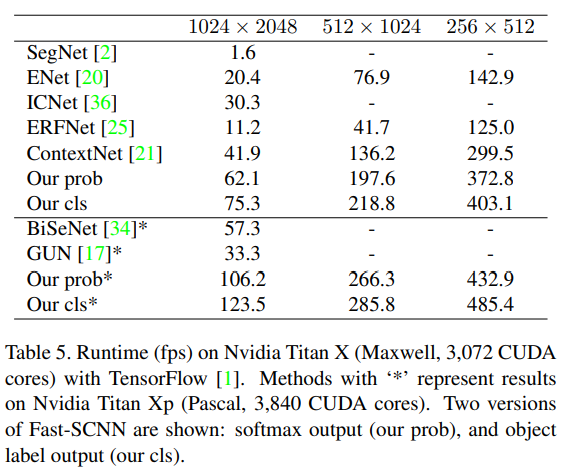 1024 × 2048 512 × 1024 256 × 512
SegNet [2] 1.6 - -
ENet [20] 20.4 76.9 142.9
ICNet [36] 30.3 - -
ERFNet [25] 11.2 41.7 125.0
ContextNet [21] 41.9 136.2 299.5
Our prob 62.1 197.6 372.8
Our cls 75.3 218.8 403.1
BiSeNet [34]* 57.3 - -
GUN [17]* 33.3 - -
Our prob* 106.2 266.3 432.9
Our cls* 123.5 285.8 485.4
Table 5. Runtime (fps) on Nvidia Titan X (Maxwell, 3,072 CUDA
cores) with TensorFlow [1]. Methods with ‘*’ represent results
on Nvidia Titan Xp (Pascal, 3,840 CUDA cores). Two versions
of Fast-SCNN are shown: softmax output (our prob), and object
label output (our cls).